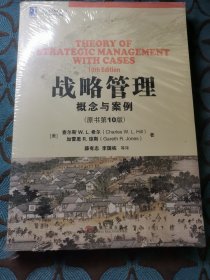 THEORY OF
STRATEGIC MANAGEMENT
WITH CASES
10th Edition
战略管理
概念与案例
(原书第10版)
[美]
查尔斯 W. L. 希尔 (Charles W. L. Hill)
加雷思 R. 琼斯 (Gareth R. Jones)
著
薛有志 李国栋 等译